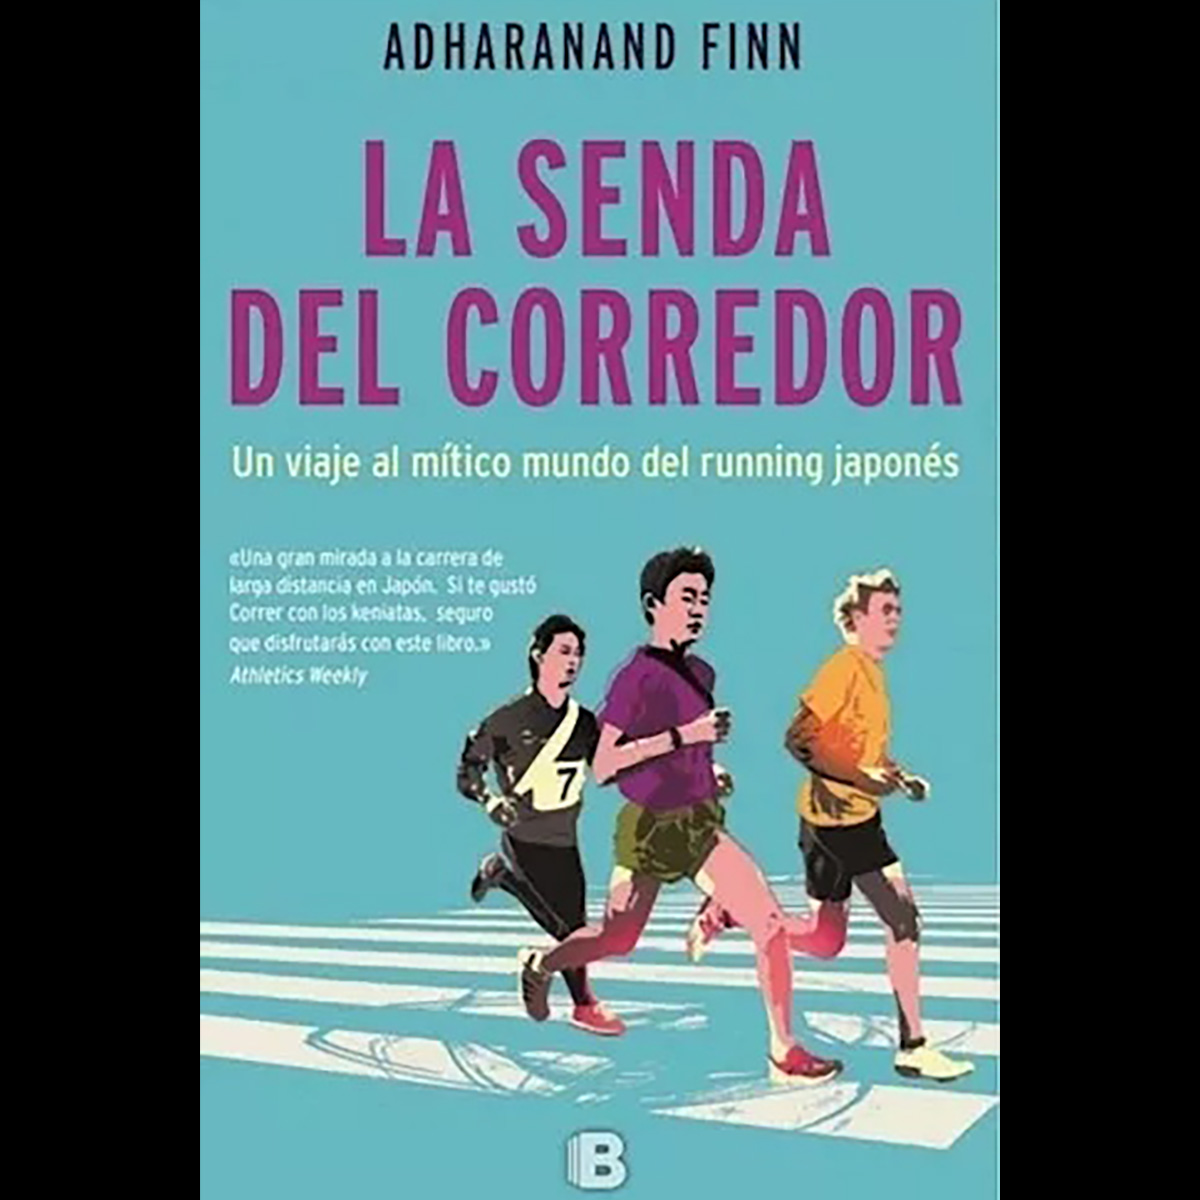 ADHARANAND FINN
LA SENDA
DEL CORREDOR
Un viaje al mítico mundo del running japonés
«Una gran mirada a la carrera de
larga distancia en Japón. Si te gustó
Correr con los keniatas, seguro
que disfrutarás con este libro.»
Athletics Weekly
7
B